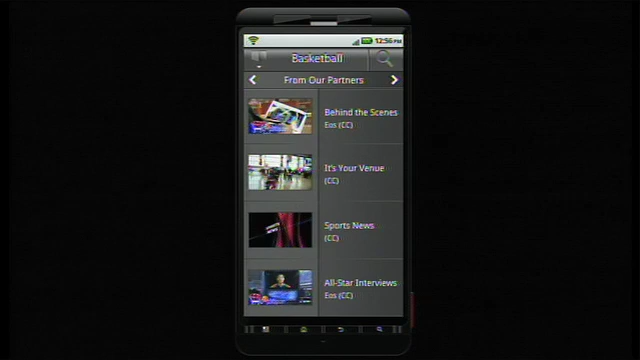 12:56 PM
Basketball
From Our Partners
Behind the Scenes
Eos (CC)
It's Your Venue
(CC)
Sports News
(CC)
All-Star Interviews
Eos (CC)